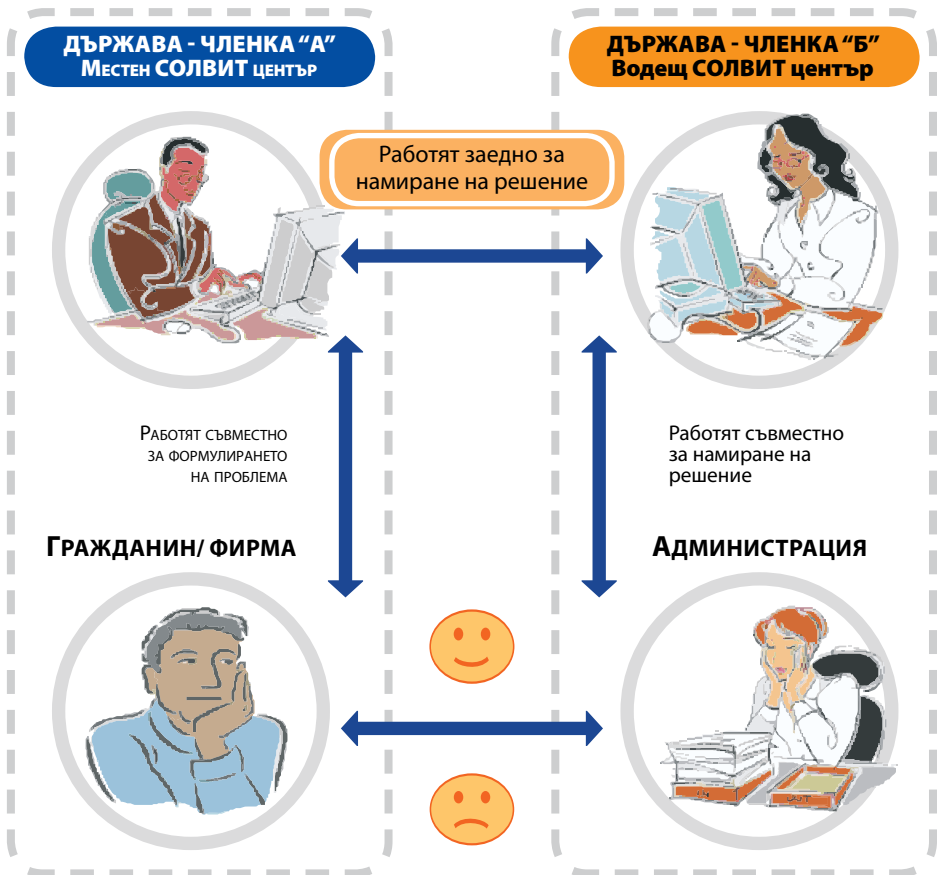 ДЪРЖАВА - ЧЛЕНКА “А”
Местен СОЛВИТ център
ДЪРЖАВА - ЧЛЕНКА “Б”
Водещ СОЛВИТ център
Работят заедно за
намиране на решение
Работят съвместно
за формулирането
на проблема
Работят съвместно
за намиране на
решение
Гражданин/ фирма
Администрация
OUT